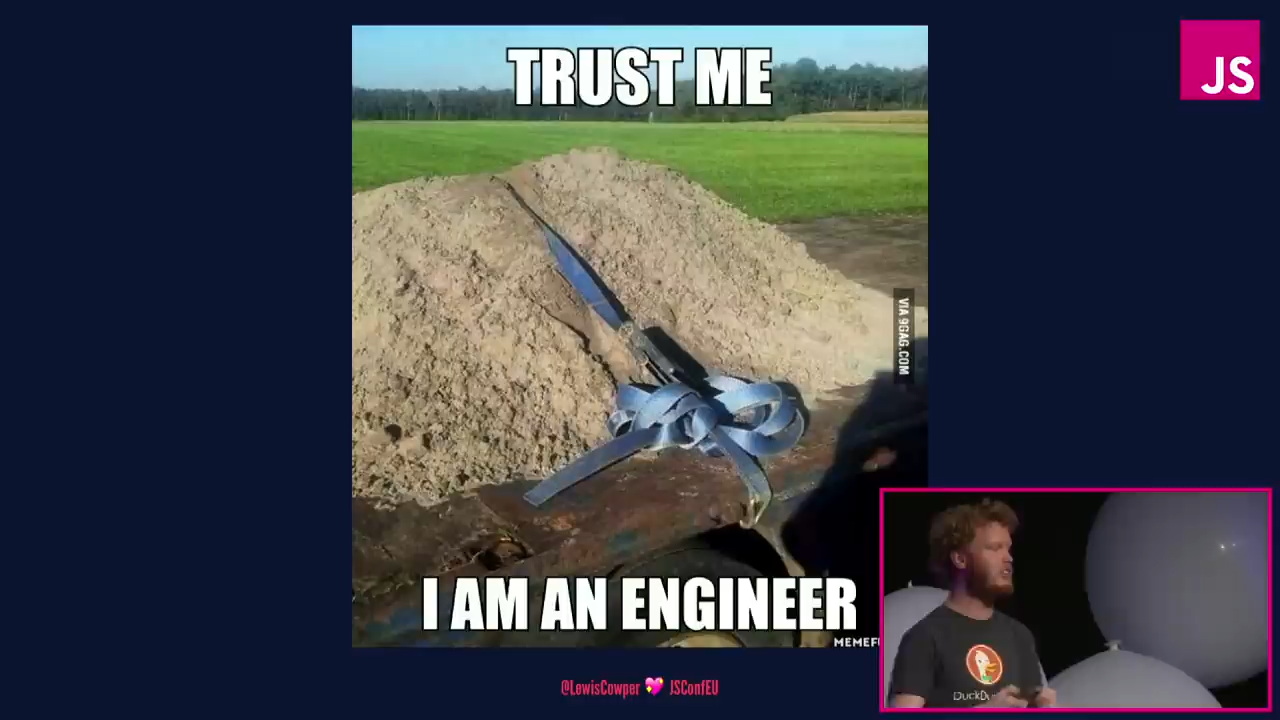 TRUST ME
JS
VIA 9GAG.COM
I AM AN ENGINEER
@LewisCowper 💖 JSConfEU